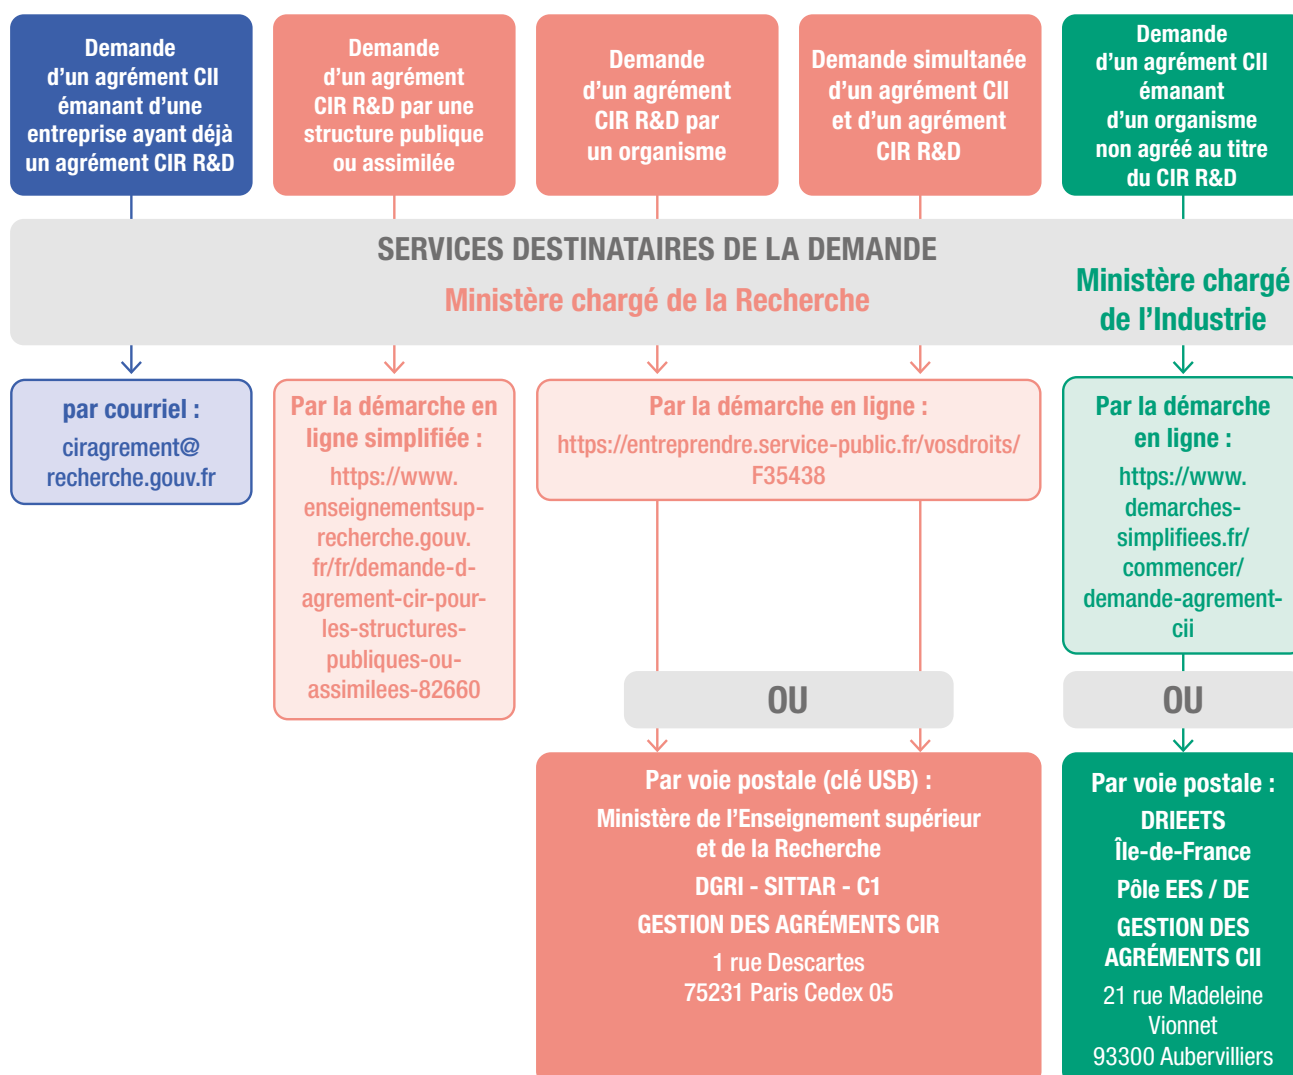 Demande
d'un agrément CII
émanant d'une
entreprise ayant déjà
un agrément CIR R&D
Demande
d'un agrément
CIR R&D par une
structure publique
ou assimilée
Demande
d'un agrément
CIR R&D par
un organisme
Demande simultanée
d'un agrément CII
et d'un agrément
CIR R&D
Demande
d'un agrément CII
émanant
d'un organisme
non agréé au titre
du CIR R&D
SERVICES DESTINATAIRES DE LA DEMANDE
Ministère chargé de la Recherche
Ministère chargé
de l'Industrie
par courriel :
ciragrement@
recherche.gouv.fr
Par la démarche en
ligne simplifiée :
https://www.
enseignementsup-
recherche.gouv.
fr/fr/demande-d-
agrement-cir-pour-
les-structures-
publiques-ou-
assimilees-82660
Par la démarche en ligne :
https://entreprendre.service-public.fr/vosdroits/
F35438
Par la démarche
en ligne :
https://www.
demarches-
simplifiees.fr/
commencer/
demande-agrement-
cii
OU
OU
Par voie postale (clé USB) :
Ministère de l'Enseignement supérieur
et de la Recherche
DGRI - SITTAR - C1
GESTION DES AGRÉMENTS CIR
1 rue Descartes
75231 Paris Cedex 05
Par voie postale :
DRIEETS
Île-de-France
Pôle EES / DE
GESTION DES
AGRÉMENTS CII
21 rue Madeleine
Vionnet
93300 Aubervilliers